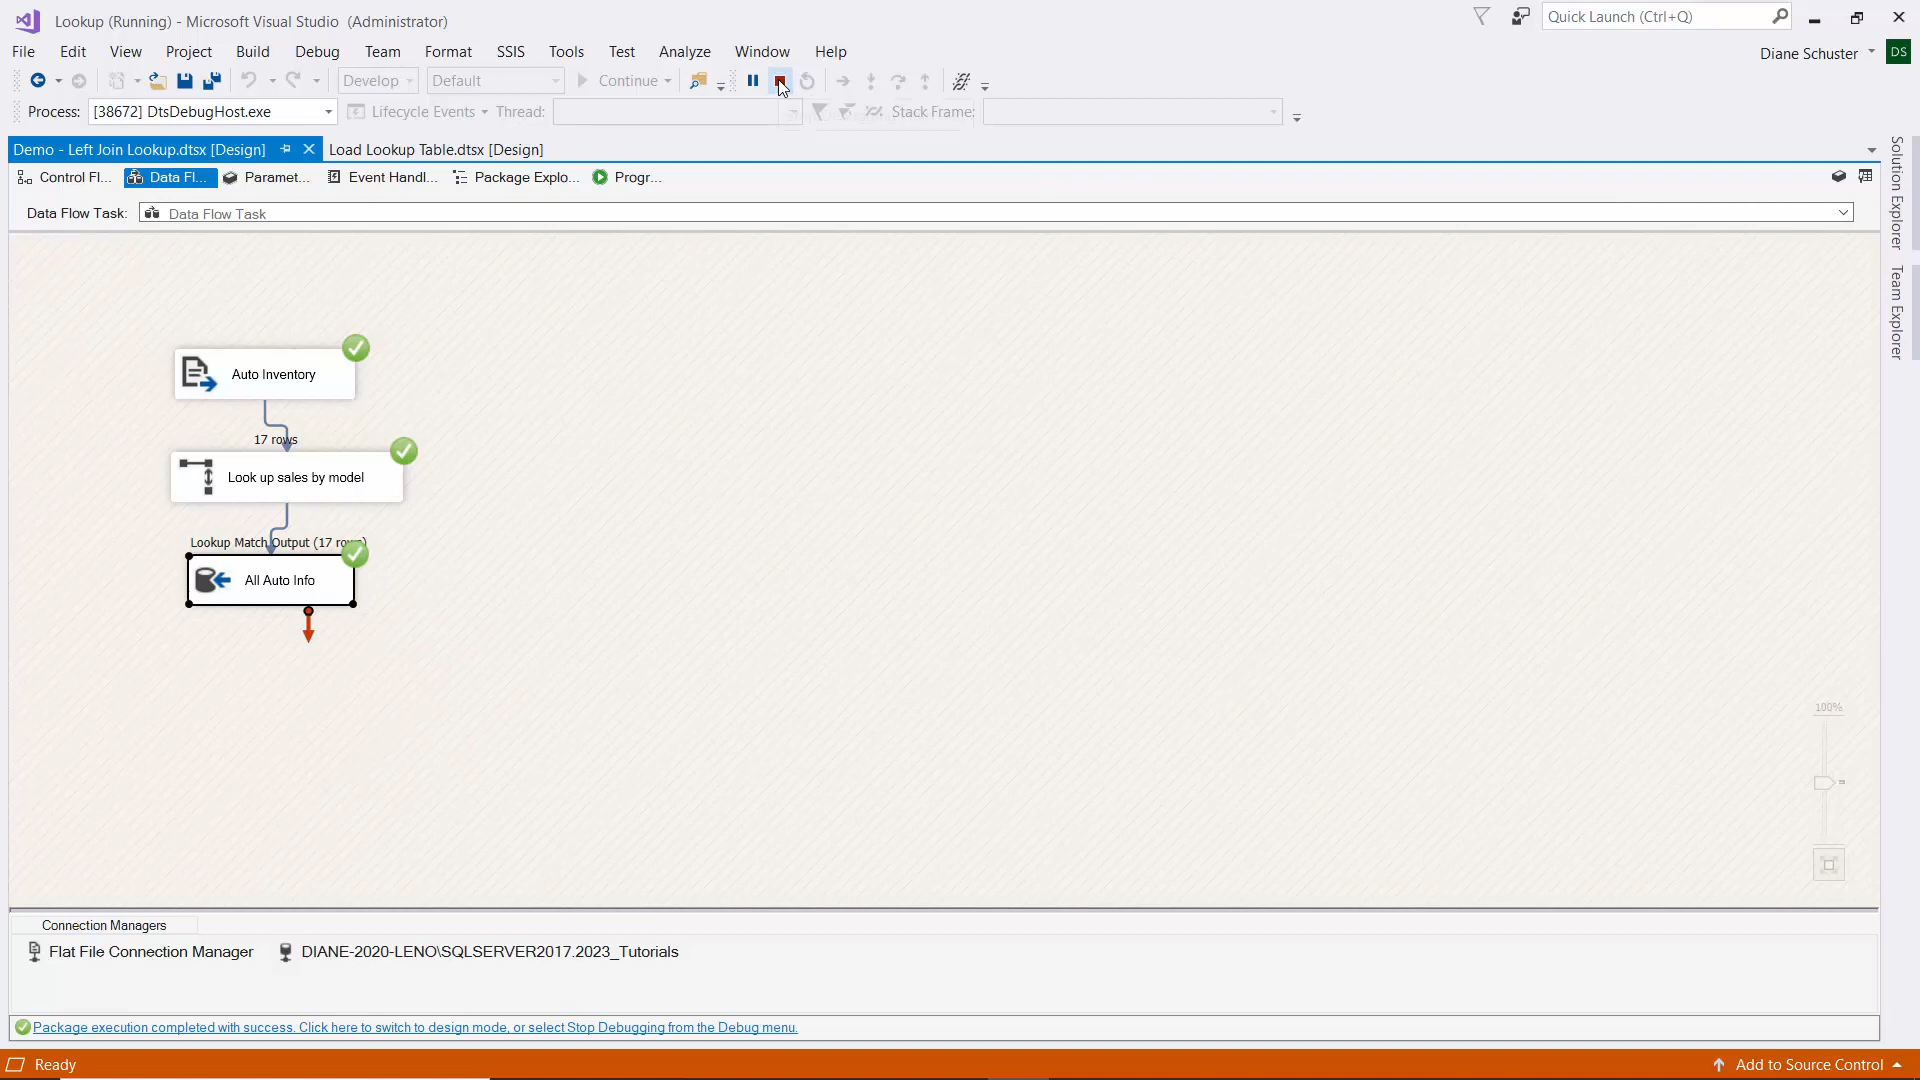 Lookup (Running) - Microsoft Visual Studio (Administrator)
Quick Launch (Ctrl+Q)
File Edit View Project Build Debug Team Format SSIS Tools Test Analyze Window Help
Diane Schuster DS
Develop Default Continue
Process: [38672] DtsDebugHost.exe Lifecycle Events Thread: Stack Frame:
Demo - Left Join Lookup.dtsx [Design] Load Lookup Table.dtsx [Design]
Control Fl... Data Fl... Paramet... Event Handl... Package Explo... Progr...
Data Flow Task: Data Flow Task
Solution Explorer
Team Explorer
Auto Inventory
17 rows
Look up sales by model
Lookup Match Output (17 rows)
All Auto Info
100%
Connection Managers
Flat File Connection Manager DIANE-2020-LENO\SQLSERVER2017.2023_Tutorials
Package execution completed with success. Click here to switch to design mode, or select Stop Debugging from the Debug menu.
Ready Add to Source Control